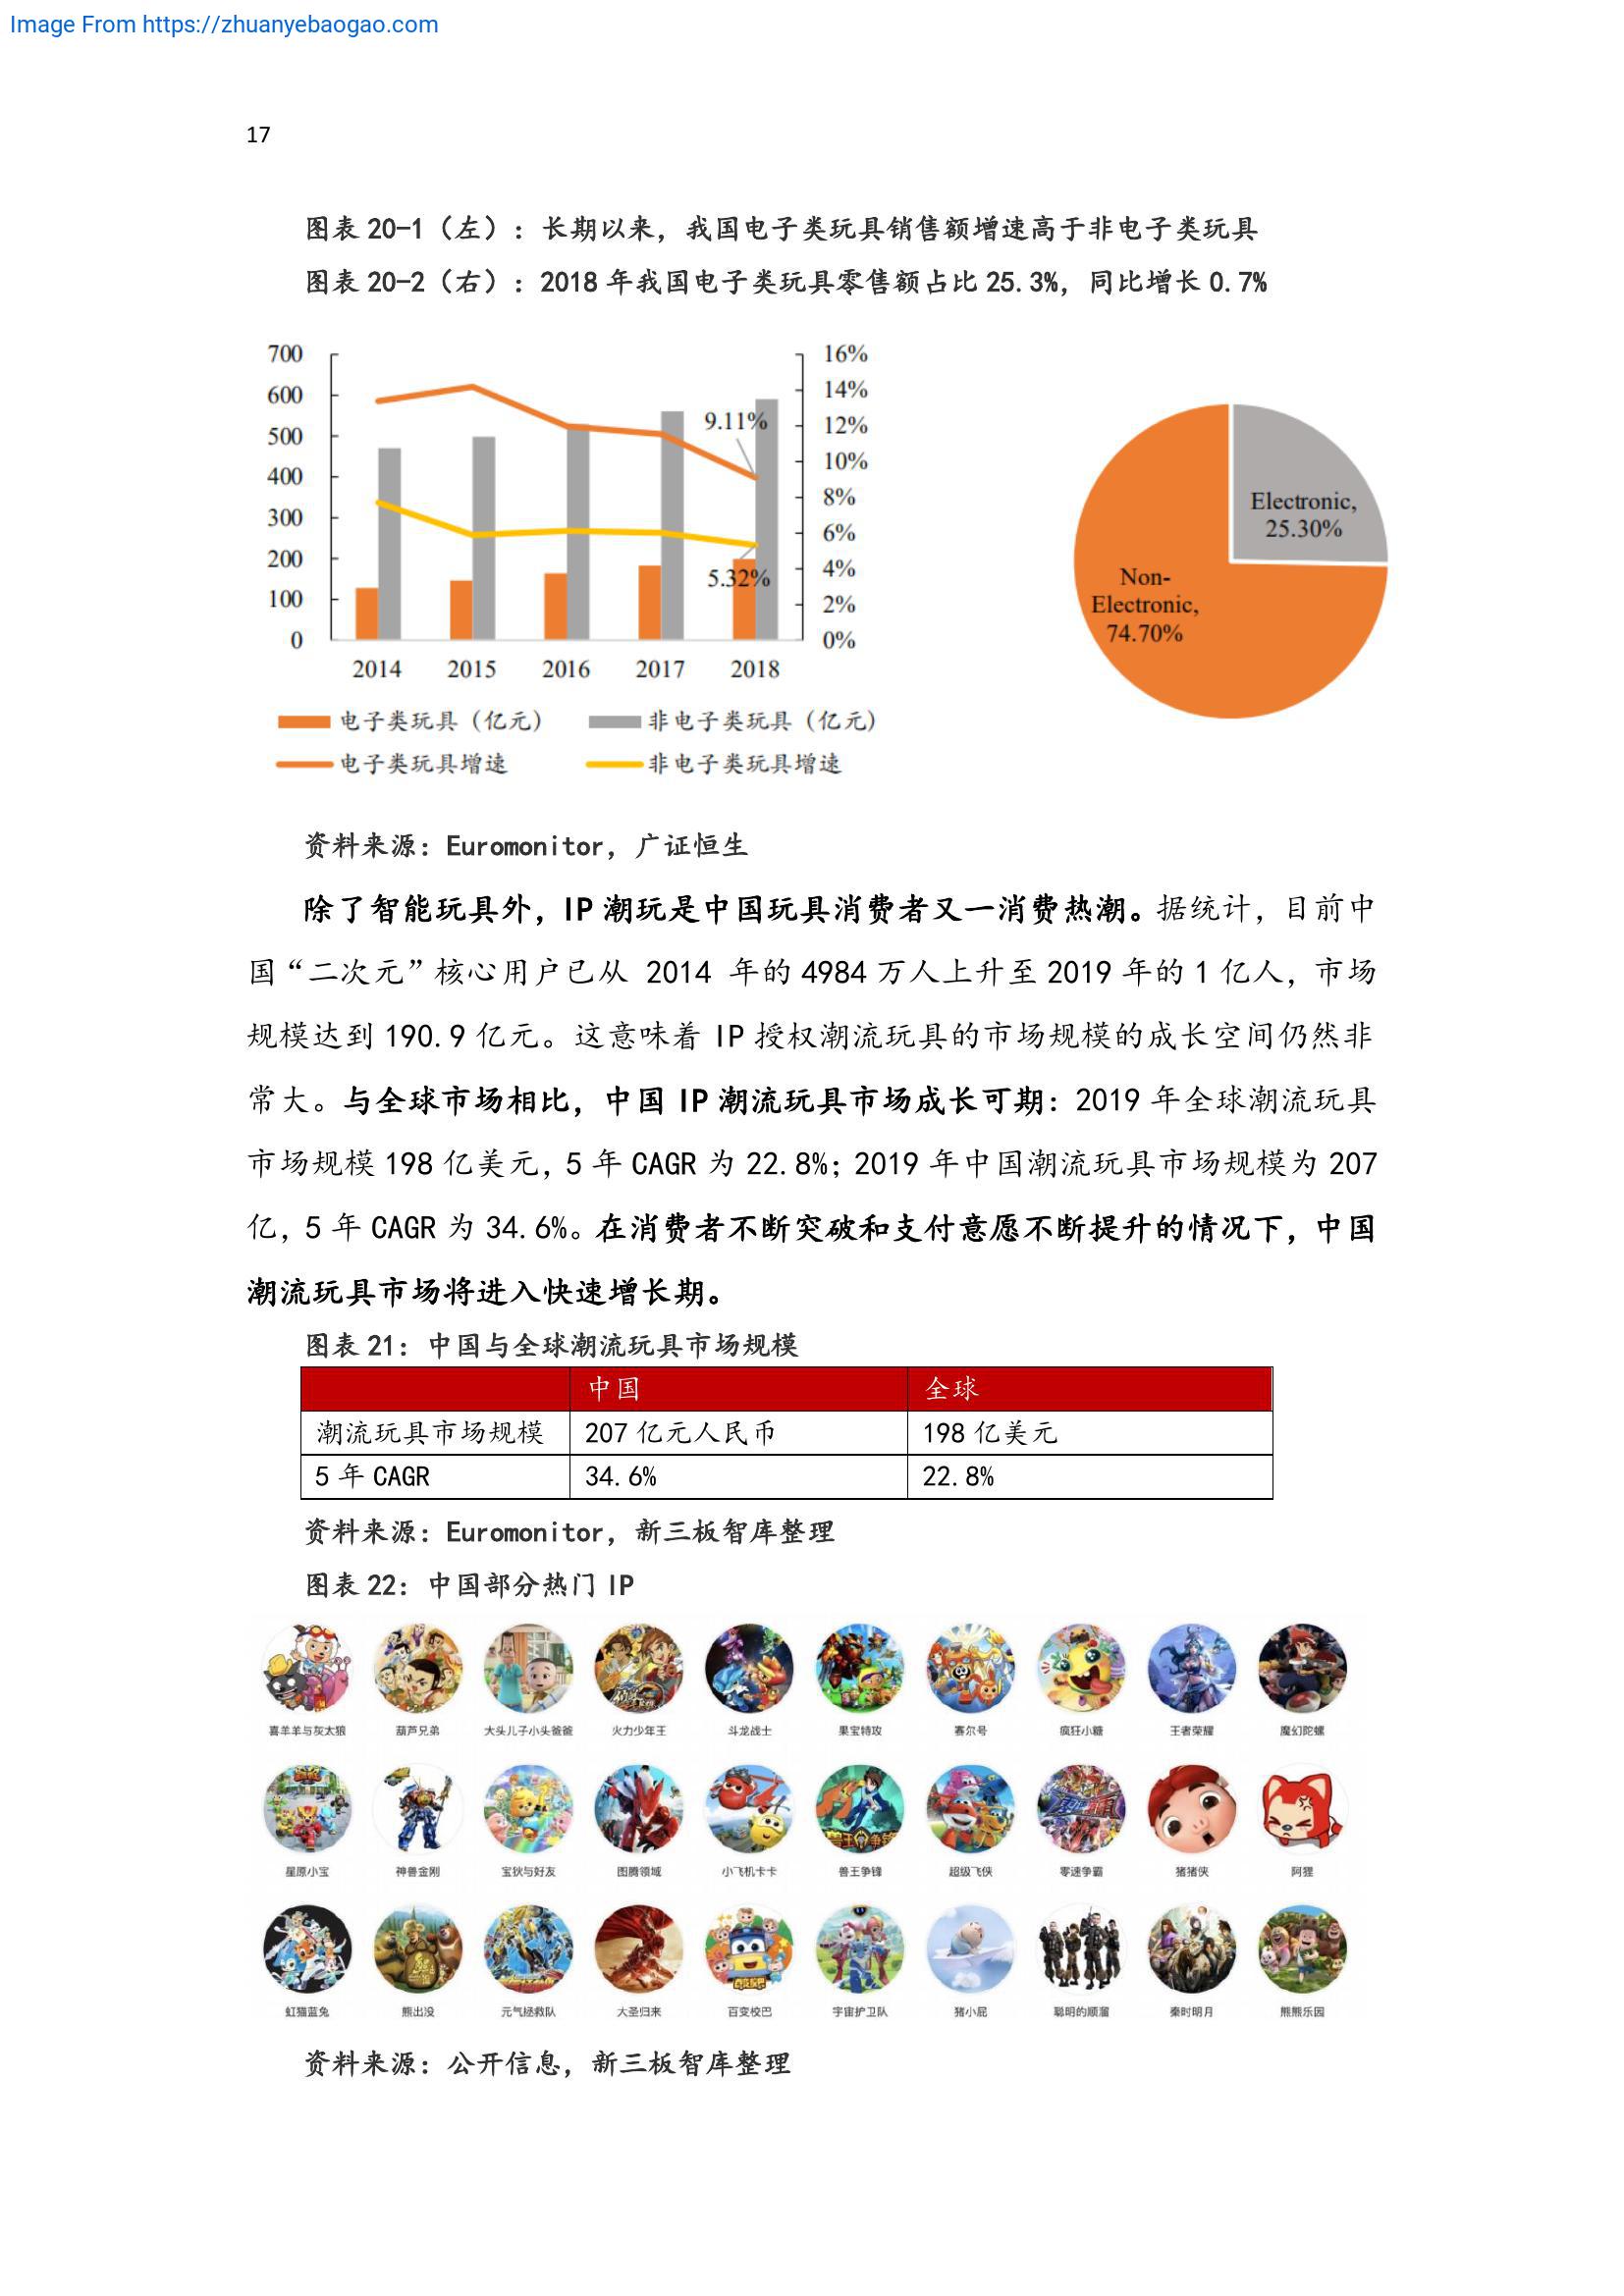 Image From https://zhuanyebaogao.com
17
图表 20-1（左）：长期以来，我国电子类玩具销售额增速高于非电子类玩具
图表 20-2（右）：2018 年我国电子类玩具零售额占比 25.3%，同比增长 0.7%
700
600
500
400
300
200
100
0
16%
14%
12%
10%
8%
6%
4%
2%
0%
9.11%
5.32%
2014 2015 2016 2017 2018
电子类玩具（亿元） 非电子类玩具（亿元）
电子类玩具增速 非电子类玩具增速
Electronic,
25.30%
Non-
Electronic,
74.70%
资料来源：Euromonitor，广证恒生
除了智能玩具外，IP 潮玩是中国玩具消费者又一消费热潮。据统计，目前中
国“二次元”核心用户已从 2014 年的 4984 万人上升至 2019 年的 1 亿人，市场
规模达到 190.9 亿元。这意味着 IP 授权潮流玩具的市场规模的成长空间仍然非
常大。与全球市场相比，中国 IP 潮流玩具市场成长可期：2019 年全球潮流玩具
市场规模 198 亿美元，5 年 CAGR 为 22.8%；2019 年中国潮流玩具市场规模为 207
亿，5 年 CAGR 为 34.6%。在消费者不断突破和支付意愿不断提升的情况下，中国
潮流玩具市场将进入快速增长期。
图表 21：中国与全球潮流玩具市场规模
中国 全球
潮流玩具市场规模 207 亿元人民币 198 亿美元
5 年 CAGR 34.6% 22.8%
资料来源：Euromonitor，新三板智库整理
图表 22：中国部分热门 IP
喜羊羊与灰太狼 葫芦兄弟 大头儿子小头爸爸 火力少年王 斗龙战士 果宝特攻 赛尔号 疯狂小糖 王者荣耀 魔幻陀螺
星原小宝 神兽金刚 宝狄与好友 图腾领域 小飞机卡卡 兽王争锋 超级飞侠 零速争霸 猪猪侠 阿狸
虹猫蓝兔 熊出没 元气拯救队 大圣归来 百变校巴 宇宙护卫队 猪小屁 聪明的顺溜 秦时明月 熊熊乐园
资料来源：公开信息，新三板智库整理